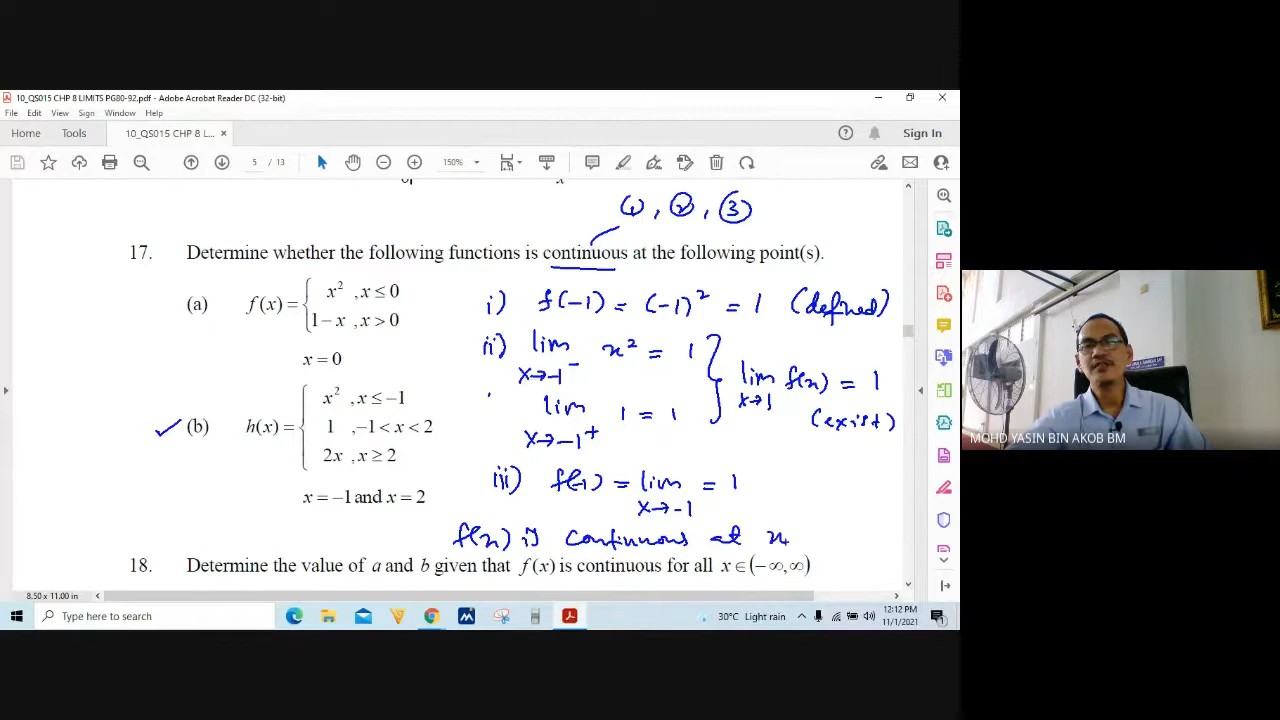 10_QS015 CHP 8 LIMITS PG80-92.pdf - Adobe Acrobat Reader DC (32-bit)
File Edit View Sign Window Help
Home Tools 10_QS015 CHP 8 L... × Sign In
5 / 13 150%
①, ②, ③
17. Determine whether the following functions is continuous at the following point(s).
(a) f(x) = { x² , x ≤ 0
1 − x , x > 0
x = 0
(b) h(x) = { x² , x ≤ −1
1 , −1 < x < 2
2x , x ≥ 2
x = −1 and x = 2
i) f(−1) = (−1)² = 1 (defined)
ii) lim x→−1⁻ x² = 1
lim x→−1⁺ 1 = 1
} lim x→1 f(x) = 1
(exist)
iii) f(-1) = lim x→−1 = 1
f(x) is continuous at x
18. Determine the value of a and b given that f(x) is continuous for all x ∈ (−∞, ∞)
8.50 x 11.00 in
MOHD YASIN BIN AKOB BM
Type here to search
30°C Light rain
12:12 PM
11/1/2021